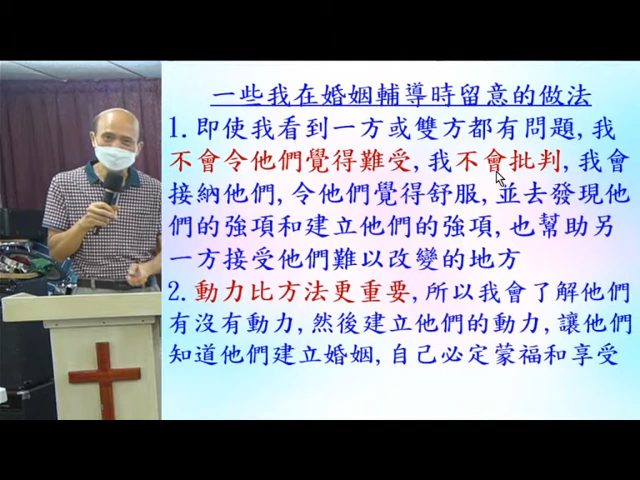 一些我在婚姻輔導時留意的做法
1. 即使我看到一方或雙方都有問題, 我
不會令他們覺得難受, 我不會批判, 我會
接納他們, 令他們覺得舒服, 並去發現他
們的強項和建立他們的強項, 也幫助另
一方接受他們難以改變的地方
2. 動力比方法更重要, 所以我會了解他們
有沒有動力, 然後建立他們的動力, 讓他們
知道他們建立婚姻, 自己必定蒙福和享受